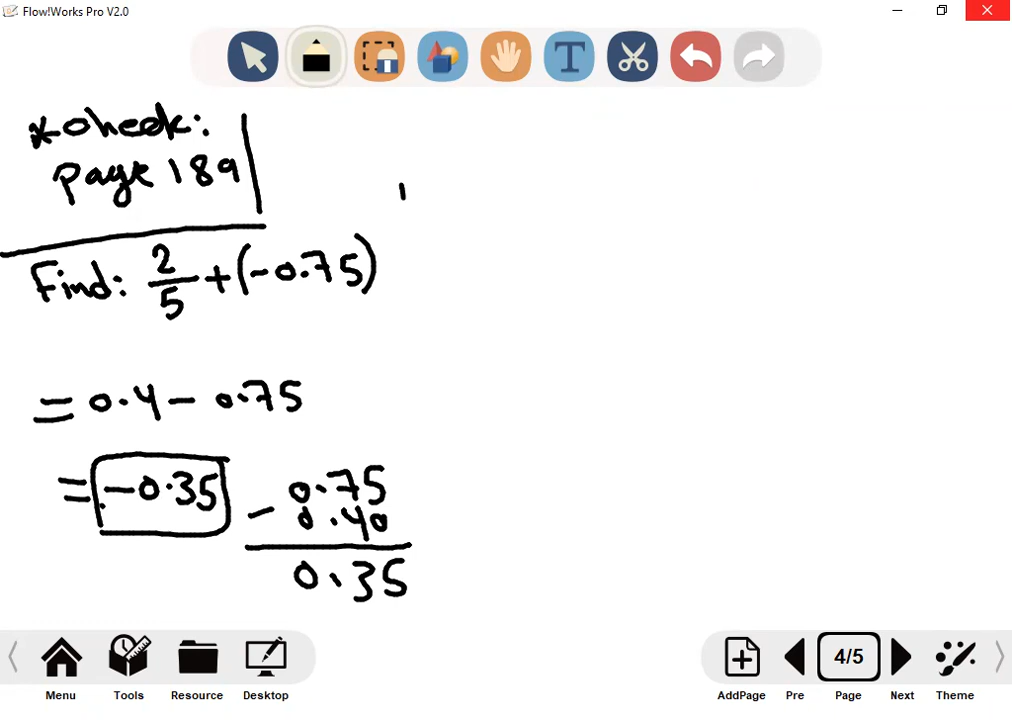 Flow!Works Pro V2.0
*Check:
page 189
Find: 2/5 + (-0.75)
= 0.4 - 0.75
= -0.35
0.75
- 0.40
0.35
Menu Tools Resource Desktop
4/5
AddPage Pre Page Next Theme